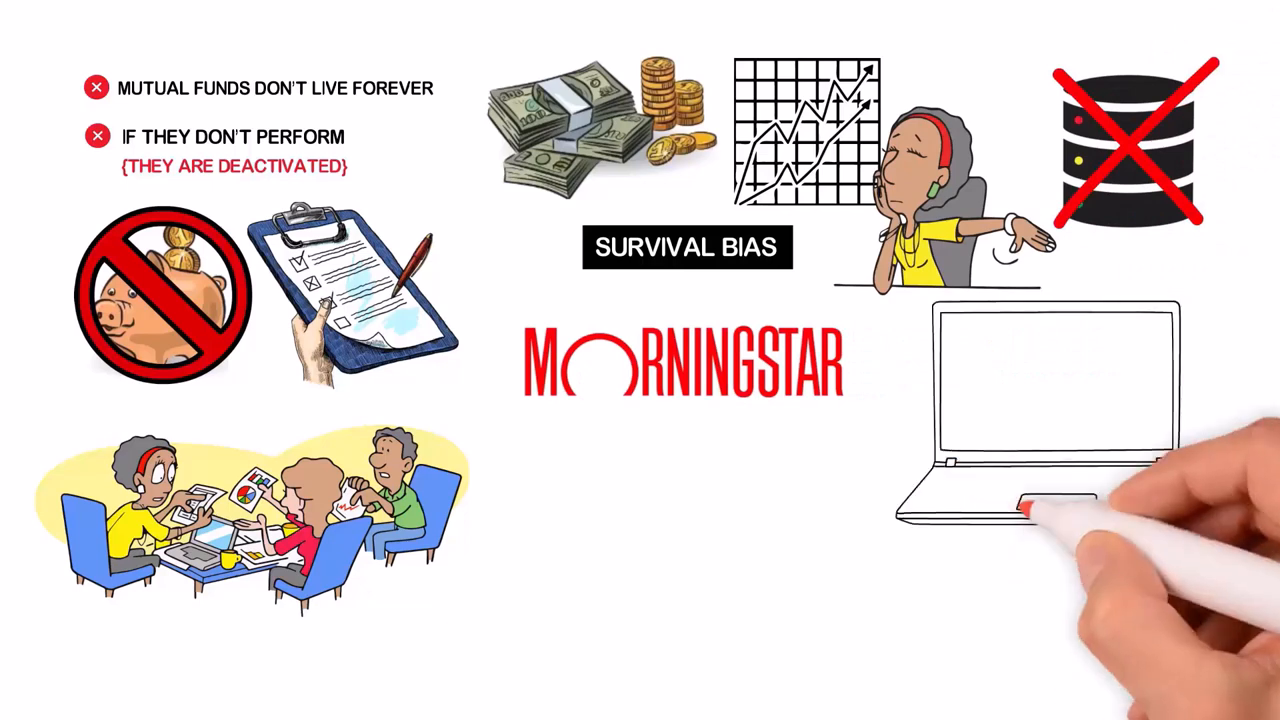 MUTUAL FUNDS DON'T LIVE FOREVER
IF THEY DON'T PERFORM
{THEY ARE DEACTIVATED}
SURVIVAL BIAS
MORNINGSTAR